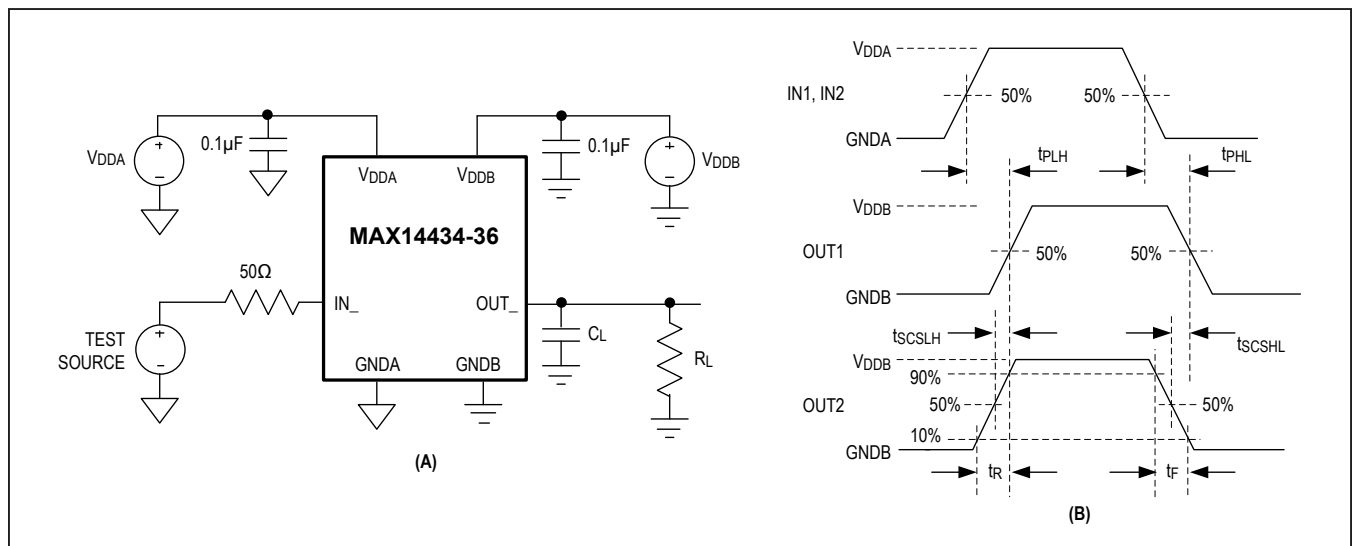 VDDA
0.1µF
VDDA
VDDB
0.1µF
VDDB
MAX14434-36
50Ω
IN_
OUT_
TEST
SOURCE
CL
RL
GNDA
GNDB
(A)
VDDA
IN1, IN2
50%
50%
GNDA
tPLH
tPHL
VDDB
OUT1
50%
50%
GNDB
tSCSLH
tSCSHL
VDDB
90%
OUT2
50%
50%
10%
GNDB
tR
tF
(B)